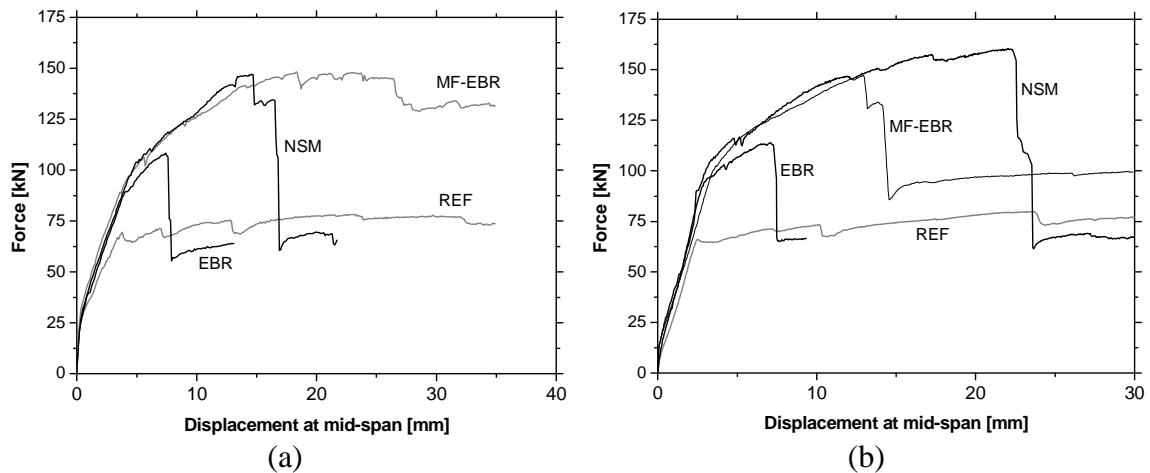 175
150
125
100
75
50
25
0
Force [kN]
MF-EBR
NSM
REF
EBR
0
10
20
30
40
Displacement at mid-span [mm]
(a)
175
150
125
100
75
50
25
0
Force [kN]
NSM
MF-EBR
EBR
REF
0
10
20
30
Displacement at mid-span [mm]
(b)